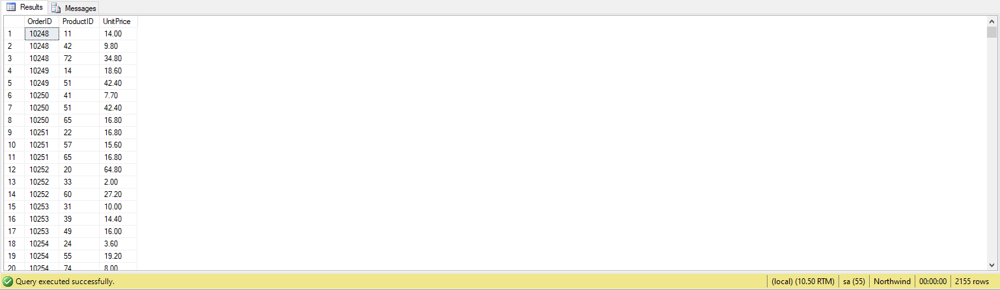 Results Messages
OrderID ProductID UnitPrice
1 10248 11 14.00
2 10248 42 9.80
3 10248 72 34.80
4 10249 14 18.60
5 10249 51 42.40
6 10250 41 7.70
7 10250 51 42.40
8 10250 65 16.80
9 10251 22 16.80
10 10251 57 15.60
11 10251 65 16.80
12 10252 20 64.80
13 10252 33 2.00
14 10252 60 27.20
15 10253 31 10.00
16 10253 39 14.40
17 10253 49 16.00
18 10254 24 3.60
19 10254 55 19.20
20 10254 74 8.00
Query executed successfully. (local) (10.50 RTM) sa (55) Northwind 00:00:00 2155 rows